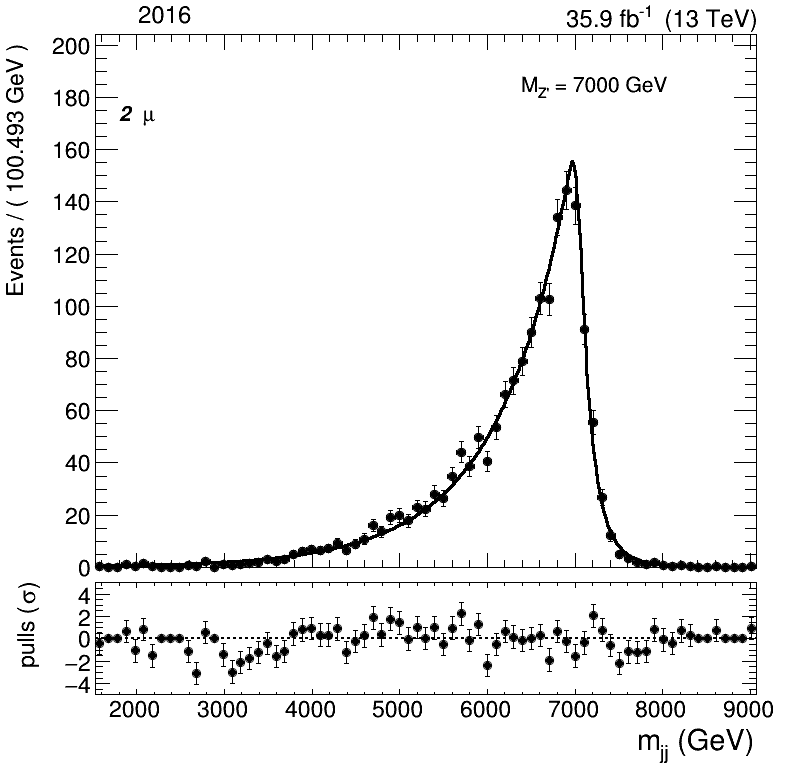 2016
35.9 fb-1 (13 TeV)
Events / ( 100.493 GeV )
200
180
160
140
120
100
80
60
40
20
0
2 μ
MZ' = 7000 GeV
pulls (σ)
4
2
0
−2
−4
2000 3000 4000 5000 6000 7000 8000 9000
mjj (GeV)